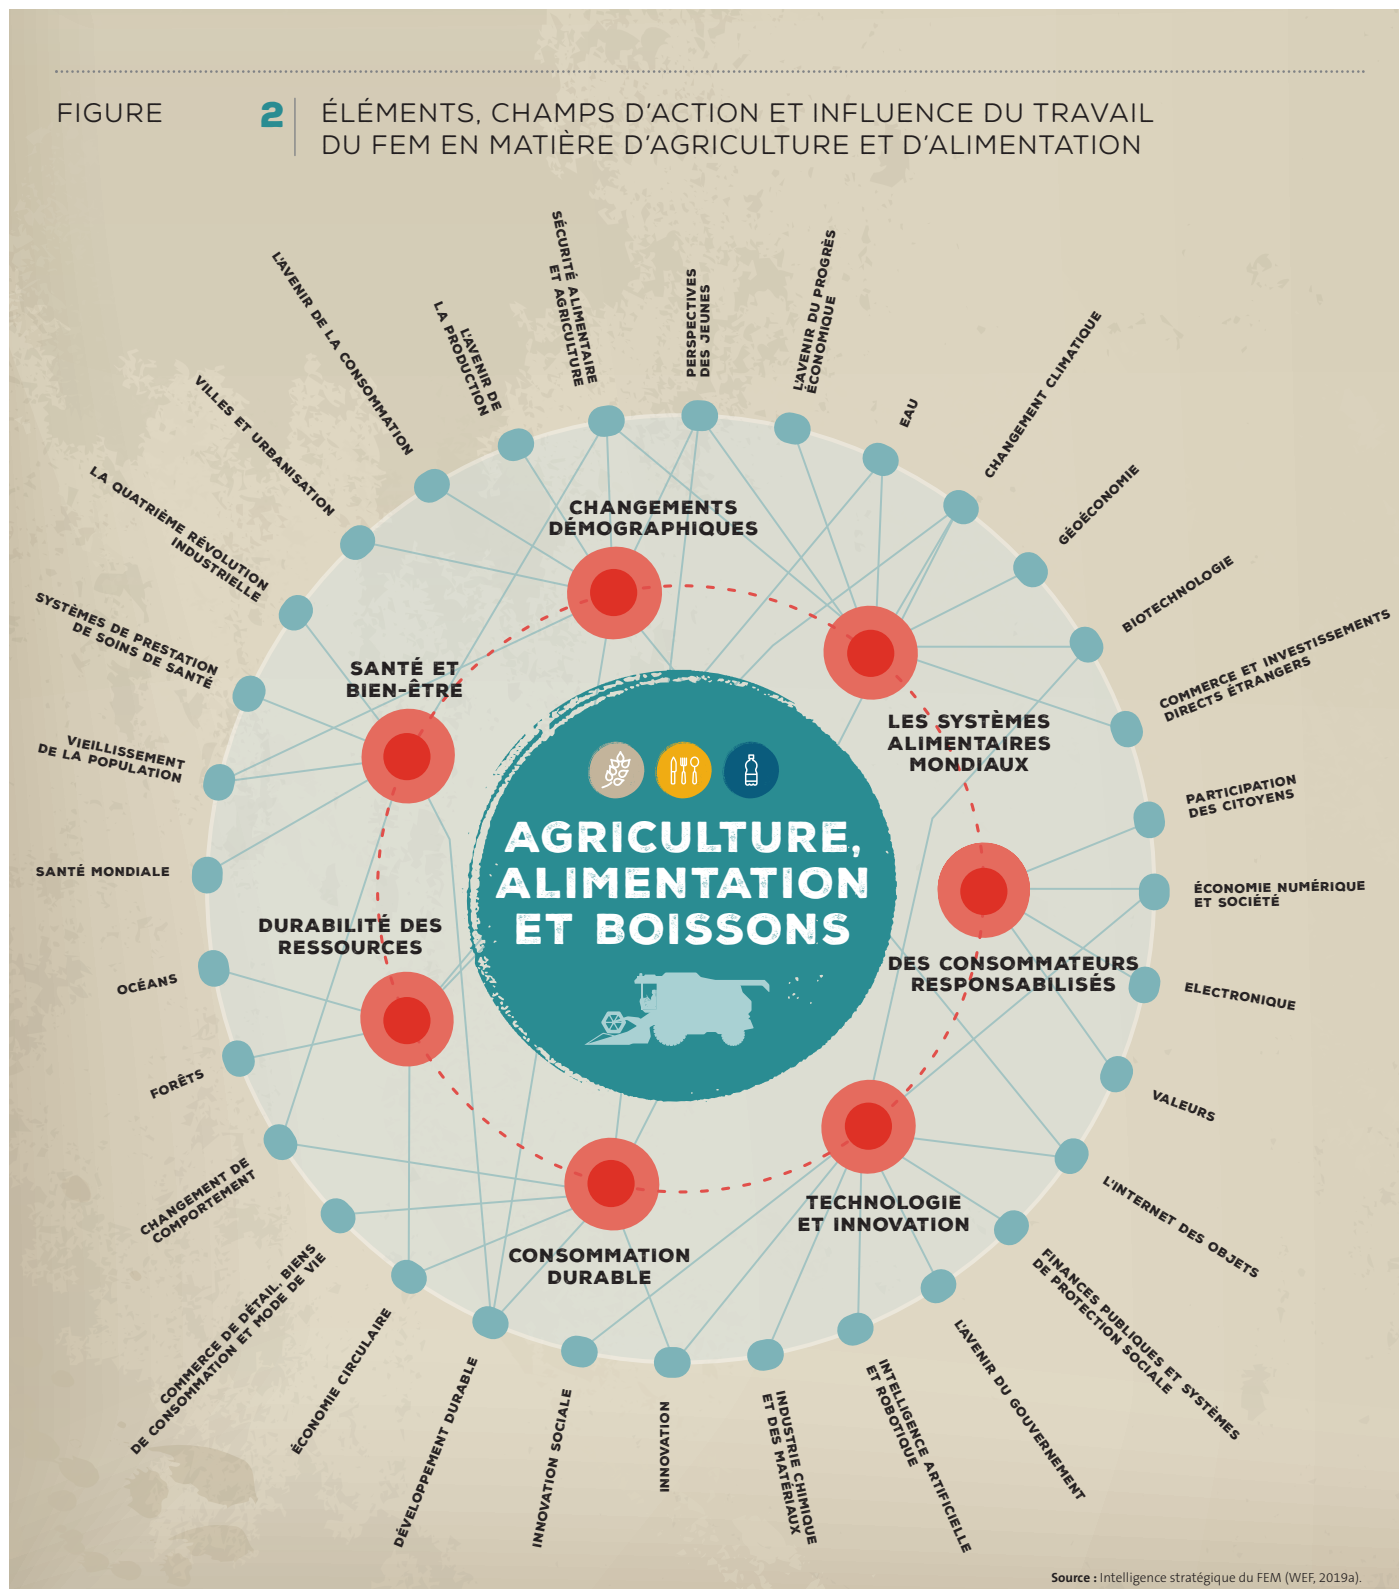 FIGURE 2
ÉLÉMENTS, CHAMPS D'ACTION ET INFLUENCE DU TRAVAIL
DU FEM EN MATIÈRE D'AGRICULTURE ET D'ALIMENTATION
SÉCURITÉ ALIMENTAIRE
ET AGRICULTURE
PERSPECTIVES
DES JEUNES
L'AVENIR DU PROGRÈS
ÉCONOMIQUE
EAU
CHANGEMENT CLIMATIQUE
GÉOÉCONOMIE
BIOTECHNOLOGIE
COMMERCE ET INVESTISSEMENTS
DIRECTS ÉTRANGERS
PARTICIPATION
DES CITOYENS
ÉCONOMIE NUMÉRIQUE
ET SOCIÉTÉ
ELECTRONIQUE
VALEURS
L'INTERNET DES OBJETS
FINANCES PUBLIQUES ET SYSTÈMES
DE PROTECTION SOCIALE
L'AVENIR DU GOUVERNEMENT
INTELLIGENCE ARTIFICIELLE
ET ROBOTIQUE
INDUSTRIE CHIMIQUE
ET DES MATÉRIAUX
INNOVATION
INNOVATION SOCIALE
DÉVELOPPEMENT DURABLE
ÉCONOMIE CIRCULAIRE
COMMERCE DE DÉTAIL, BIENS
DE CONSOMMATION ET MODE DE VIE
CHANGEMENT DE
COMPORTEMENT
FORÊTS
OCÉANS
SANTÉ MONDIALE
VIEILLISSEMENT
DE LA POPULATION
SYSTÈMES DE PRESTATION
DE SOINS DE SANTÉ
LA QUATRIÈME RÉVOLUTION
INDUSTRIELLE
VILLES ET URBANISATION
L'AVENIR DE LA CONSOMMATION
L'AVENIR DE
LA PRODUCTION
CHANGEMENTS
DÉMOGRAPHIQUES
LES SYSTÈMES
ALIMENTAIRES
MONDIAUX
DES CONSOMMATEURS
RESPONSABILISÉS
TECHNOLOGIE
ET INNOVATION
CONSOMMATION
DURABLE
DURABILITÉ DES
RESSOURCES
SANTÉ ET
BIEN-ÊTRE
AGRICULTURE,
ALIMENTATION
ET BOISSONS
Source : Intelligence stratégique du FEM (WEF, 2019a).